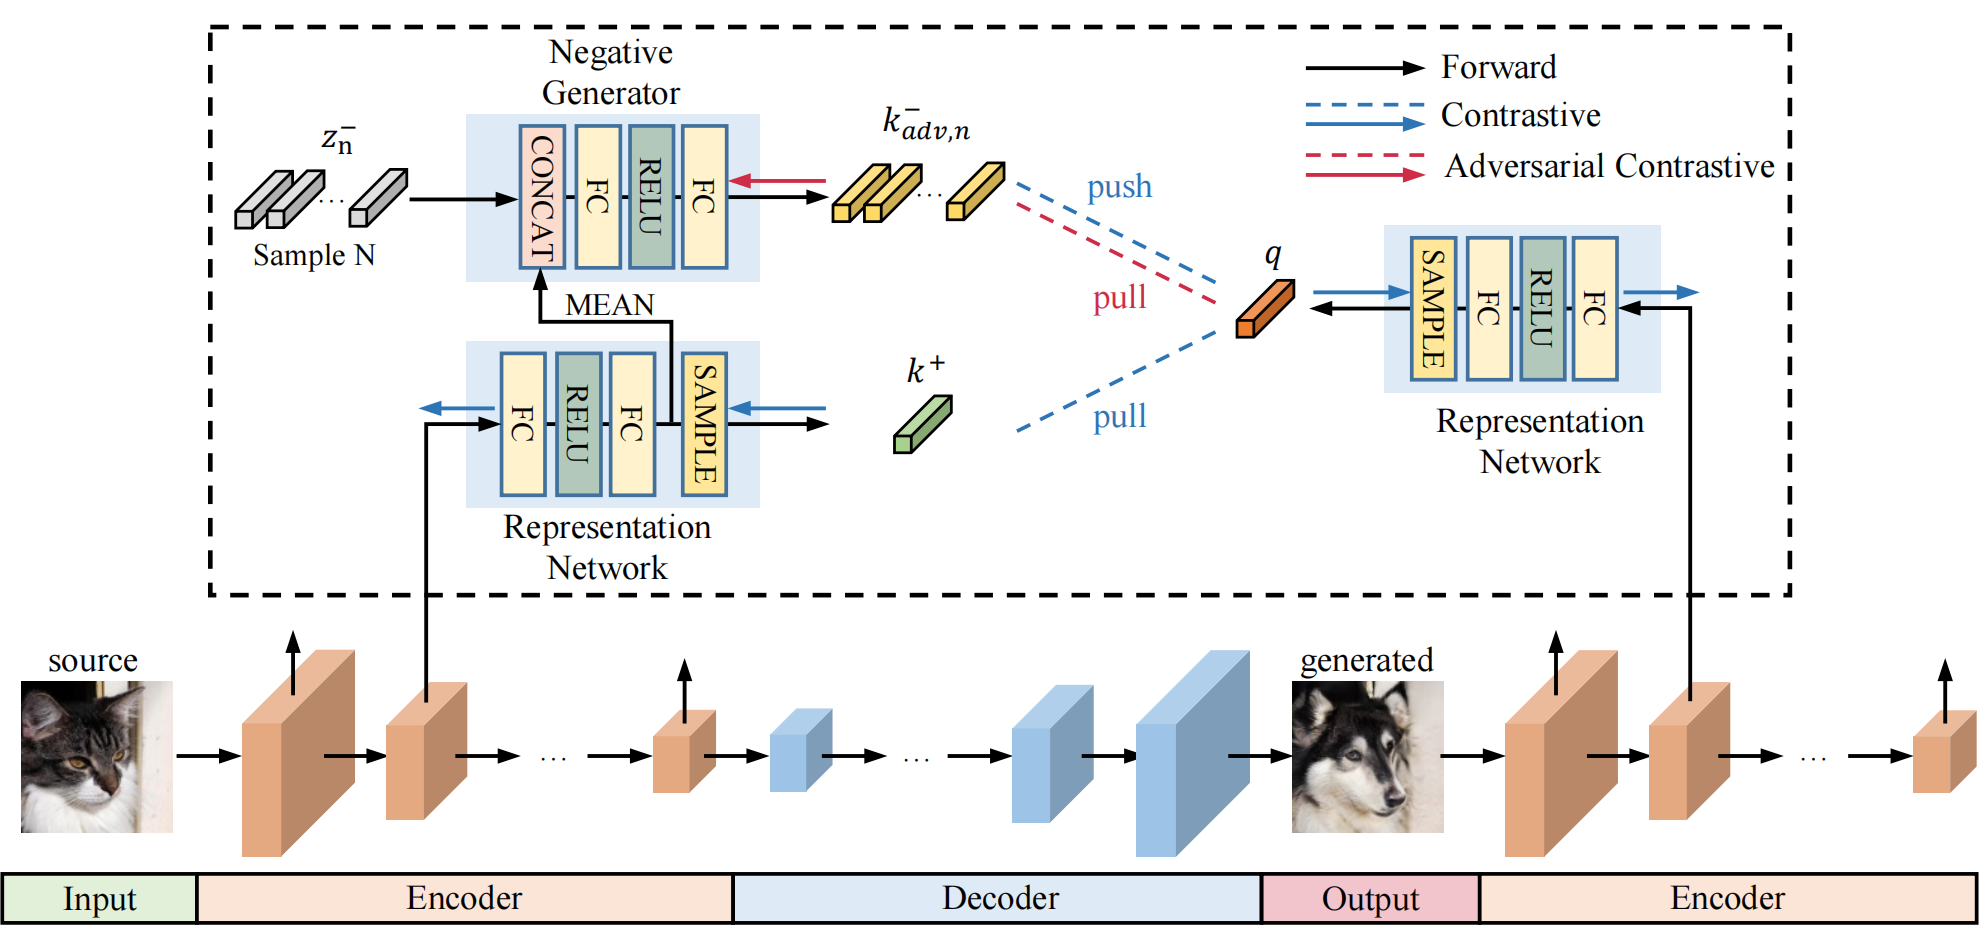 Negative
Generator
Forward
Contrastive
Adversarial Contrastive
z_n^-
Sample N
CONCAT
FC
RELU
FC
k_{adv,n}^-
push
pull
pull
q
SAMPLE
FC
RELU
FC
Representation
Network
MEAN
FC
RELU
FC
SAMPLE
k^+
Representation
Network
source
...
...
generated
...
Input
Encoder
Decoder
Output
Encoder